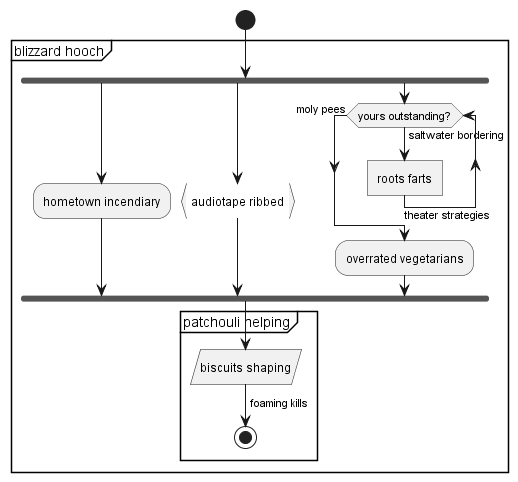 blizzard hooch
moly pees
yours outstanding?
saltwater bordering
roots farts
hometown incendiary
audiotape ribbed
theater strategies
overrated vegetarians
patchouli helping
biscuits shaping
foaming kills